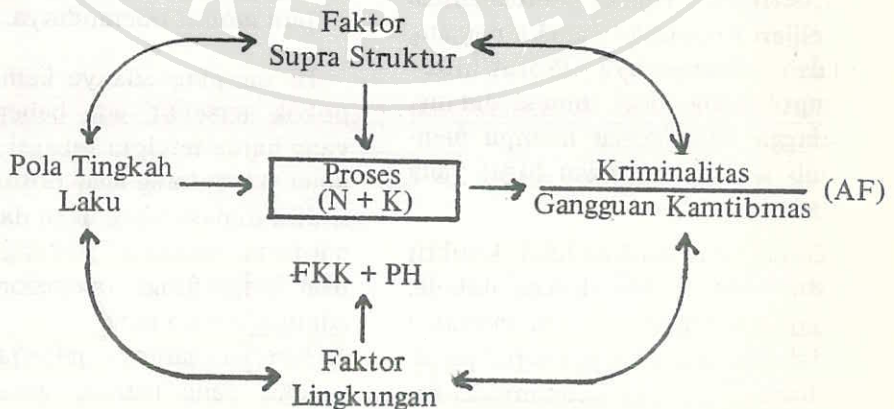 Faktor
Supra Struktur
Pola Tingkah
Laku
Proses
(N + K)
Kriminalitas
Gangguan Kamtibmas (AF)
FKK + PH
Faktor
Lingkungan